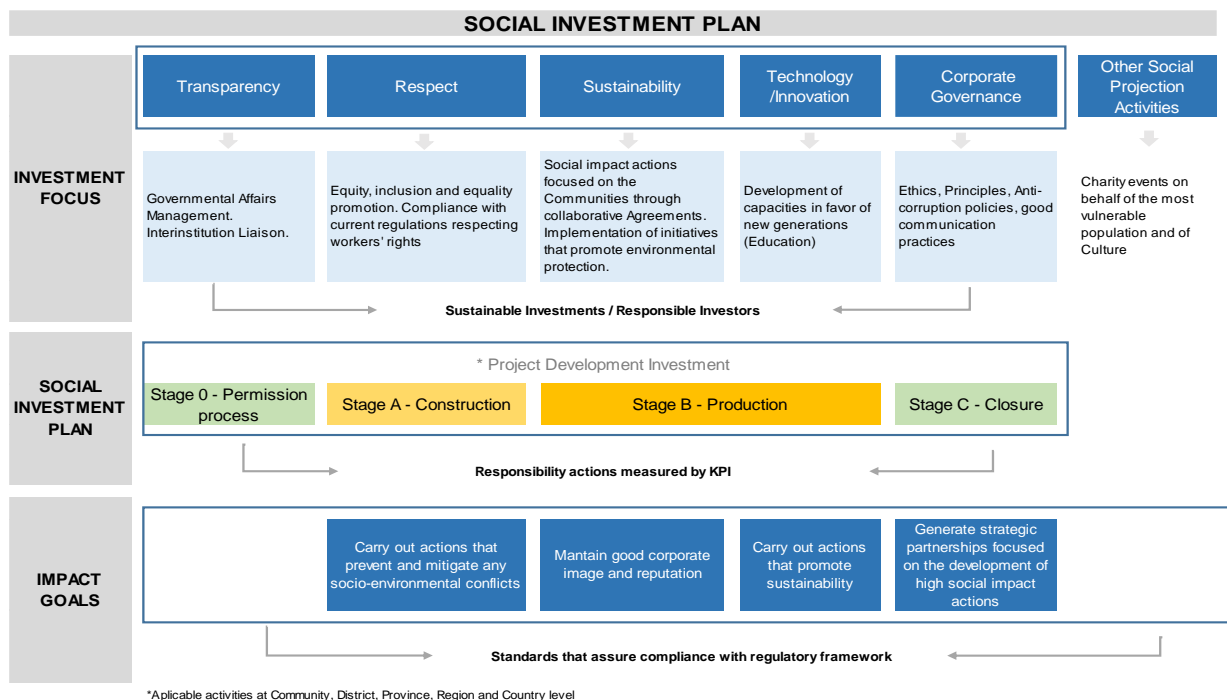 SOCIAL INVESTMENT PLAN
INVESTMENT
FOCUS
Transparency
Respect
Sustainability
Technology
/Innovation
Corporate
Governance
Other Social
Projection
Activities
Governmental Affairs
Management.
Interinstitution Liaison.
Equity, inclusion and equality
promotion. Compliance with
current regulations respecting
workers' rights
Social impact actions
focused on the
Communities through
collaborative Agreements.
Implementation of initiatives
that promote environmental
protection.
Development of
capacities in favor of
new generations
(Education)
Ethics, Principles, Anti-
corruption policies, good
communication
practices
Charity events on
behalf of the most
vulnerable
population and of
Culture
Sustainable Investments / Responsible Investors
SOCIAL
INVESTMENT
PLAN
* Project Development Investment
Stage 0 - Permission
process
Stage A - Construction
Stage B - Production
Stage C - Closure
Responsibility actions measured by KPI
IMPACT
GOALS
Carry out actions that
prevent and mitigate any
socio-environmental conflicts
Mantain good corporate
image and reputation
Carry out actions
that promote
sustainability
Generate strategic
partnerships focused
on the development of
high social impact
actions
Standards that assure compliance with regulatory framework
*Aplicable activities at Community, District, Province, Region and Country level